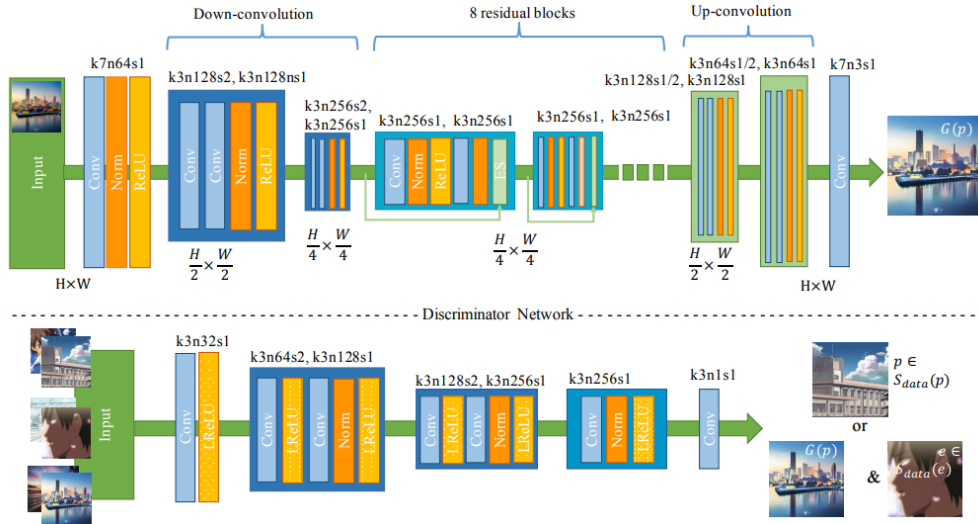 Down-convolution
8 residual blocks
Up-convolution
k7n64s1
k3n128s2, k3n128ns1
k3n256s2,
k3n256s1
k3n256s1, k3n256s1
k3n256s1, k3n256s1
k3n128s1/2, k3n128s1
k3n64s1/2, k3n64s1
k7n3s1
Input
Conv
Norm
ReLU
Conv
Conv
Norm
ReLU
Conv
Norm
ReLU
ES
Conv
G(p)
H×W
H/2 × W/2
H/4 × W/4
H/4 × W/4
H/2 × W/2
H×W
Discriminator Network
k3n32s1
k3n64s2, k3n128s1
k3n128s2, k3n256s1
k3n256s1
k3n1s1
Input
Conv
LReLU
Conv
LReLU
Conv
Norm
LReLU
Conv
LReLU
Conv
Norm
LReLU
Conv
Norm
LReLU
Conv
p ∈
S_data(p)
or
G(p)
&
e ∈
S_data(e)